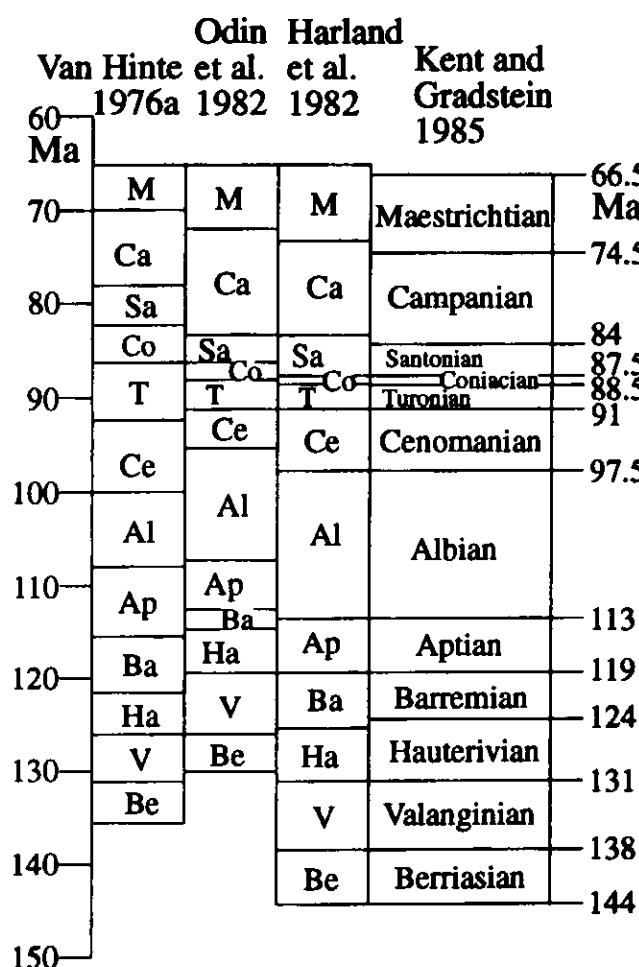 Van Hinte
1976a
Odin
et al.
1982
Harland
et al.
1982
Kent and
Gradstein
1985
60
Ma
70
80
90
100
110
120
130
140
150
M
Ca
Sa
Co
T
Ce
Al
Ap
Ba
Ha
V
Be
M
Ca
Sa
Co
T
Ce
Al
Ap
Ba
Ha
V
Be
M
Ca
Sa
Co
T
Ce
Al
Ap
Ba
Ha
V
Be
Maestrichtian
Campanian
Santonian
Coniacian
Turonian
Cenomanian
Albian
Aptian
Barremian
Hauterivian
Valanginian
Berriasian
66.5
Ma
74.5
84
87.5
88.5
91
97.5
113
119
124
131
138
144